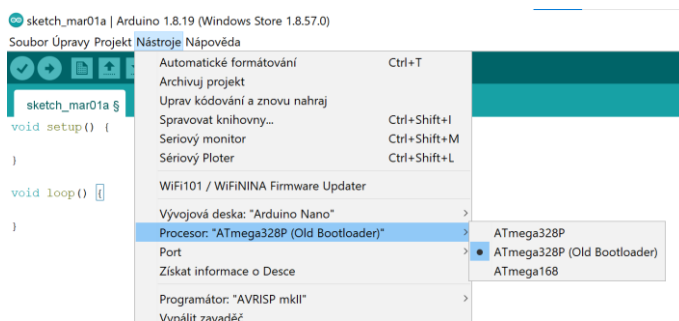 sketch_mar01a | Arduino 1.8.19 (Windows Store 1.8.57.0)
Soubor Úpravy Projekt Nástroje Nápověda
Automatické formátování Ctrl+T
Archivuj projekt
Uprav kódování a znovu nahraj
sketch_mar01a §
Spravovat knihovny... Ctrl+Shift+I
void setup() {
Seriový monitor Ctrl+Shift+M
Sériový Ploter Ctrl+Shift+L
}
WiFi101 / WiFiNINA Firmware Updater
void loop() {
Vývojová deska: "Arduino Nano"
}
Procesor: "ATmega328P (Old Bootloader)"
ATmega328P
Port
ATmega328P (Old Bootloader)
Získat informace o Desce
ATmega168
Programátor: "AVRISP mkII"
Vypálit zavaděč